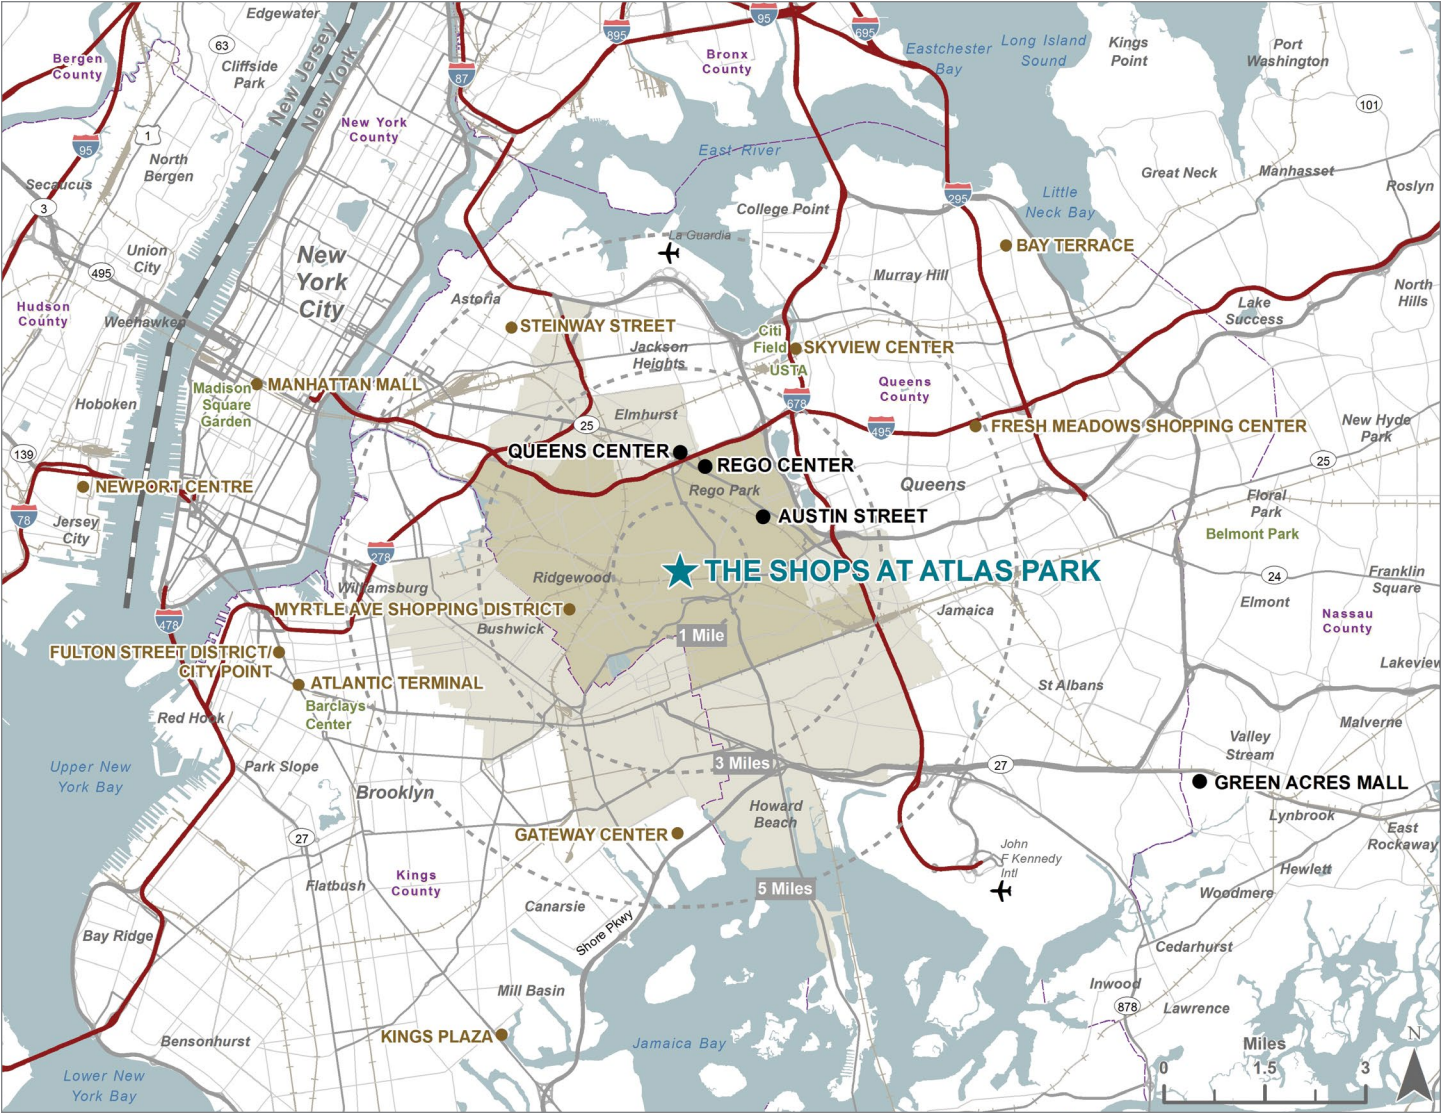 Edgewater
New Jersey
New York
895
95
695
Eastchester
Bay
Long Island
Sound
Kings
Point
Port
Washington
63
Cliffside
Park
Bergen
County
87
Bronx
County
101
New York
County
95
1
North
Bergen
East River
Secaucus
3
Great Neck
Manhasset
Roslyn
295
Little
Neck Bay
College Point
La Guardia
BAY TERRACE
Union
City
495
New
York
City
Murray Hill
North
Hills
Hudson
County
Weehawken
Astoria
STEINWAY STREET
Lake
Success
Citi
Field
SKYVIEW CENTER
USTA
Jackson
Heights
Madison
Square
Garden
MANHATTAN MALL
Queens
County
678
Hoboken
Elmhurst
25
495
FRESH MEADOWS SHOPPING CENTER
New Hyde
Park
139
QUEENS CENTER
REGO CENTER
25
NEWPORT CENTRE
Rego Park
Queens
Floral
Park
78
Jersey
City
AUSTIN STREET
Belmont Park
278
Ridgewood
THE SHOPS AT ATLAS PARK
24
Franklin
Square
Williamsburg
Elmont
478
MYRTLE AVE SHOPPING DISTRICT
Bushwick
Jamaica
Nassau
County
1 Mile
FULTON STREET DISTRICT/
CITY POINT
Lakeview
ATLANTIC TERMINAL
St Albans
Barclays
Center
Red Hook
Malverne
Valley
Stream
Upper New
York Bay
Park Slope
3 Miles
27
GREEN ACRES MALL
Brooklyn
Howard
Beach
Lynbrook
27
GATEWAY CENTER
East
Rockaway
John
F Kennedy
Intl
Hewlett
Kings
County
Flatbush
5 Miles
Woodmere
Canarsie
Shore Pkwy
Bay Ridge
Cedarhurst
Mill Basin
Inwood
878
Lawrence
KINGS PLAZA
Bensonhurst
Jamaica Bay
N
Miles
0
1.5
3
Lower New
York Bay